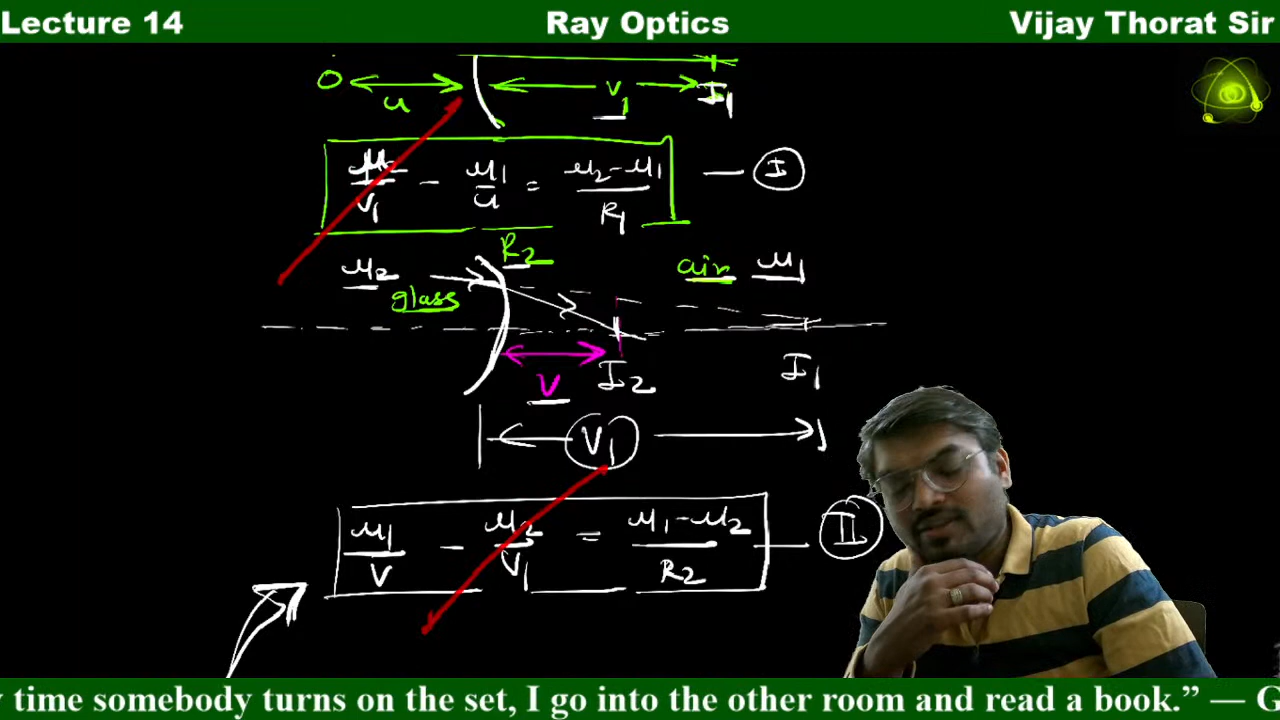 Lecture 14 Ray Optics Vijay Thorat Sir
O u v₁ I₁
μ₂/v₁ - μ₁/u = μ₂-μ₁/R₁ — I
R₂
μ₂ air μ₁
glass
v I₂ I₁
V₁
μ₁/v - μ₂/v₁ = μ₁-μ₂/R₂ — II
y time somebody turns on the set, I go into the other room and read a book.” — G